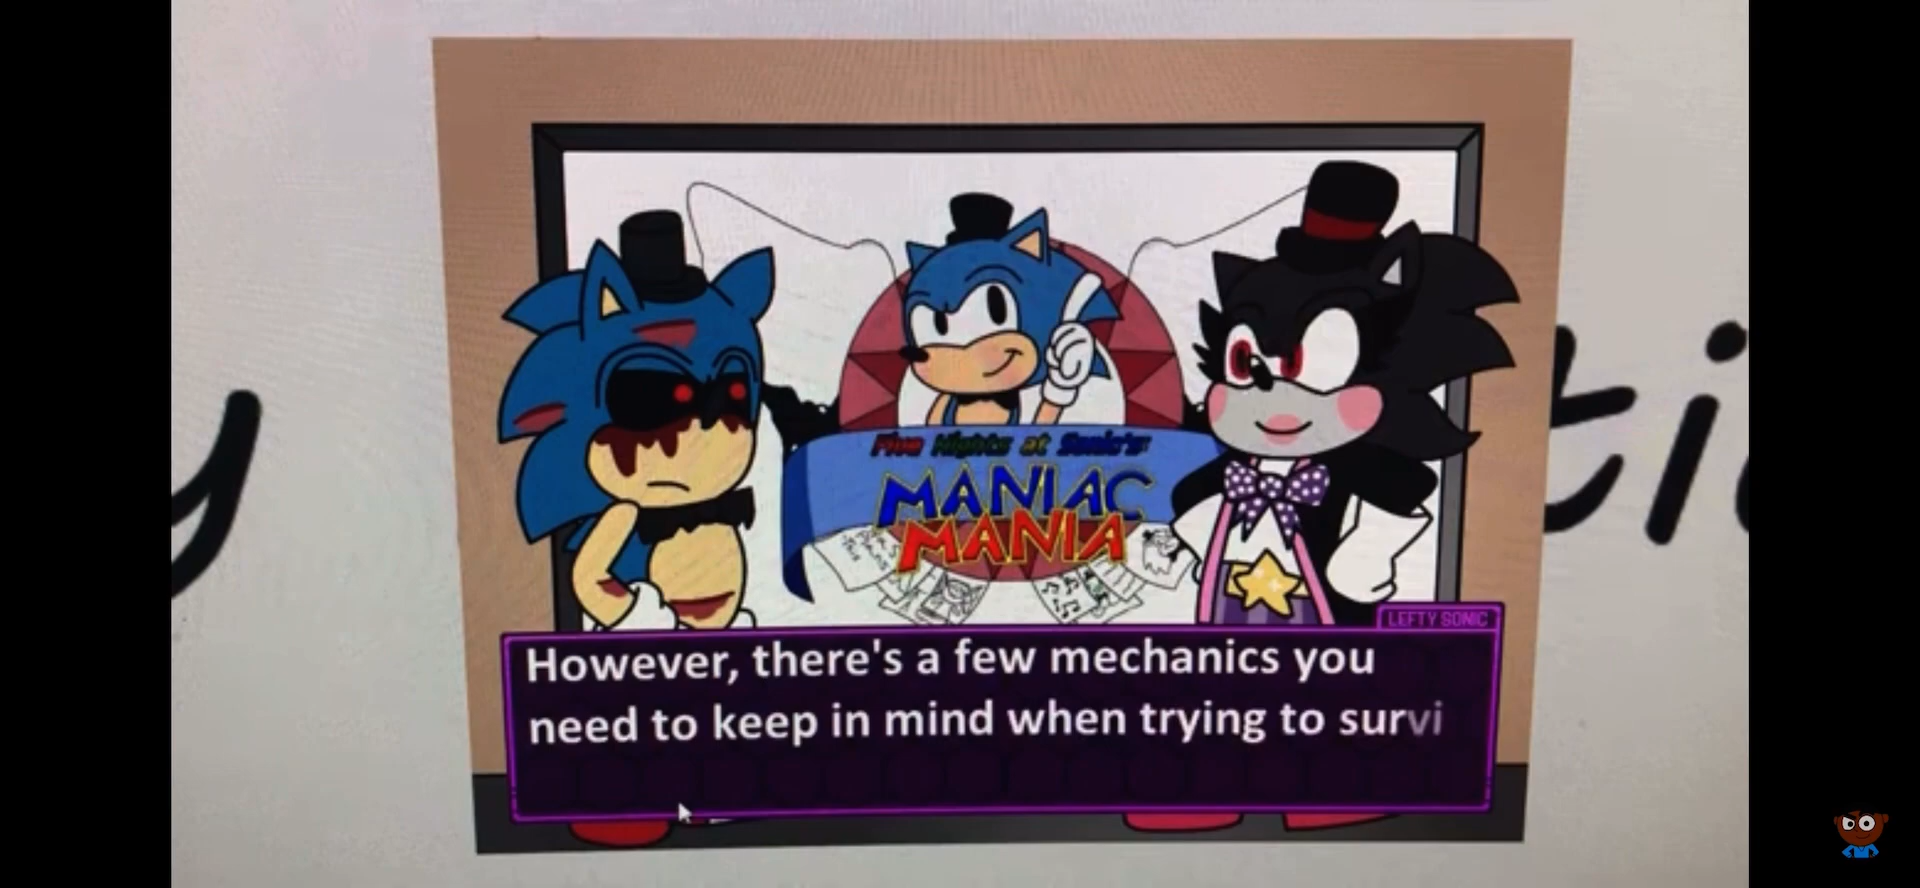 Five Nights at Sonic's:
MANIAC
MANIA
LEFTY SONIC
However, there's a few mechanics you
need to keep in mind when trying to survi